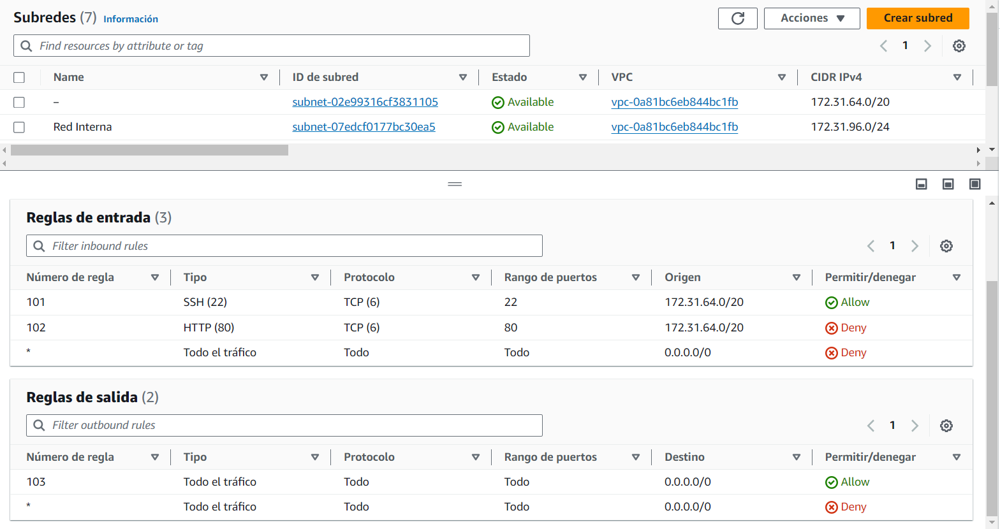 Subredes (7) Información
Acciones
Crear subred
Find resources by attribute or tag
1
Name ID de subred Estado VPC CIDR IPv4
– subnet-02e99316cf3831105 Available vpc-0a81bc6eb844bc1fb 172.31.64.0/20
Red Interna subnet-07edcf0177bc30ea5 Available vpc-0a81bc6eb844bc1fb 172.31.96.0/24
Reglas de entrada (3)
Filter inbound rules
1
Número de regla Tipo Protocolo Rango de puertos Origen Permitir/denegar
101 SSH (22) TCP (6) 22 172.31.64.0/20 Allow
102 HTTP (80) TCP (6) 80 172.31.64.0/20 Deny
* Todo el tráfico Todo Todo 0.0.0.0/0 Deny
Reglas de salida (2)
Filter outbound rules
1
Número de regla Tipo Protocolo Rango de puertos Destino Permitir/denegar
103 Todo el tráfico Todo Todo 0.0.0.0/0 Allow
* Todo el tráfico Todo Todo 0.0.0.0/0 Deny